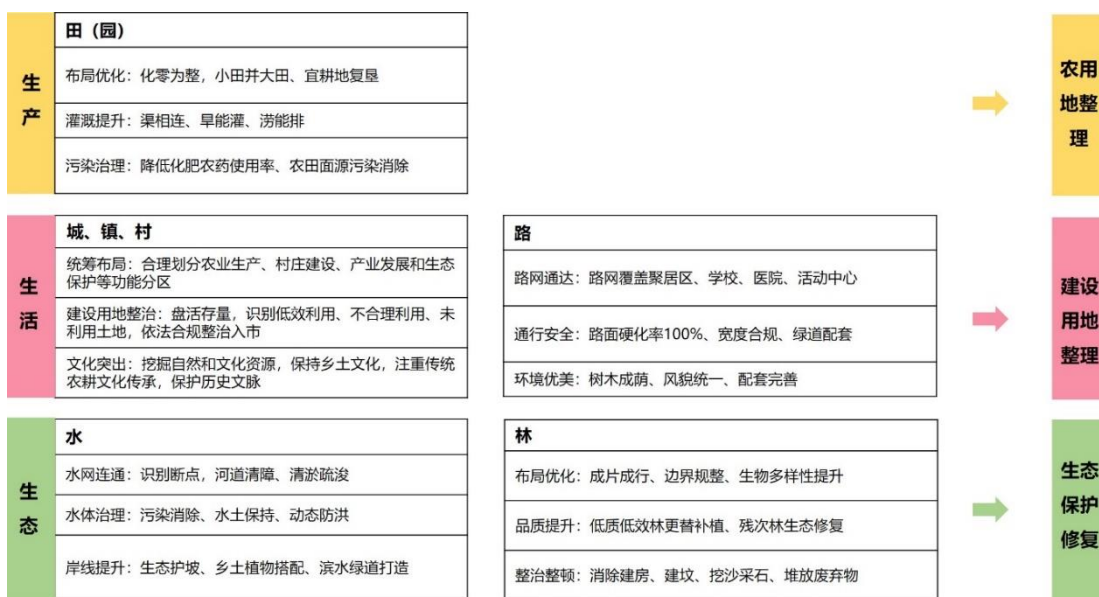 生
产
田（园）
布局优化：化零为整，小田并大田、宜耕地复垦
灌溉提升：渠相连、旱能灌、涝能排
污染治理：降低化肥农药使用率、农田面源污染消除
农用
地整
理
生
活
城、镇、村
统筹布局：合理划分农业生产、村庄建设、产业发展和生态
保护等功能分区
建设用地整治：盘活存量，识别低效利用、不合理利用、未
利用土地，依法合规整治入市
文化突出：挖掘自然和文化资源，保持乡土文化，注重传统
农耕文化传承，保护历史文脉
路
路网通达：路网覆盖聚居区、学校、医院、活动中心
通行安全：路面硬化率100%、宽度合规、绿道配套
环境优美：树木成荫、风貌统一、配套完善
建设
用地
整理
生
态
水
水网连通：识别断点，河道清障、清淤疏浚
水体治理：污染消除、水土保持、动态防洪
岸线提升：生态护坡、乡土植物搭配、滨水绿道打造
林
布局优化：成片成行、边界规整、生物多样性提升
品质提升：低质低效林更替补植、残次林生态修复
整治整顿：消除建房、建坟、挖沙采石、堆放废弃物
生态
保护
修复